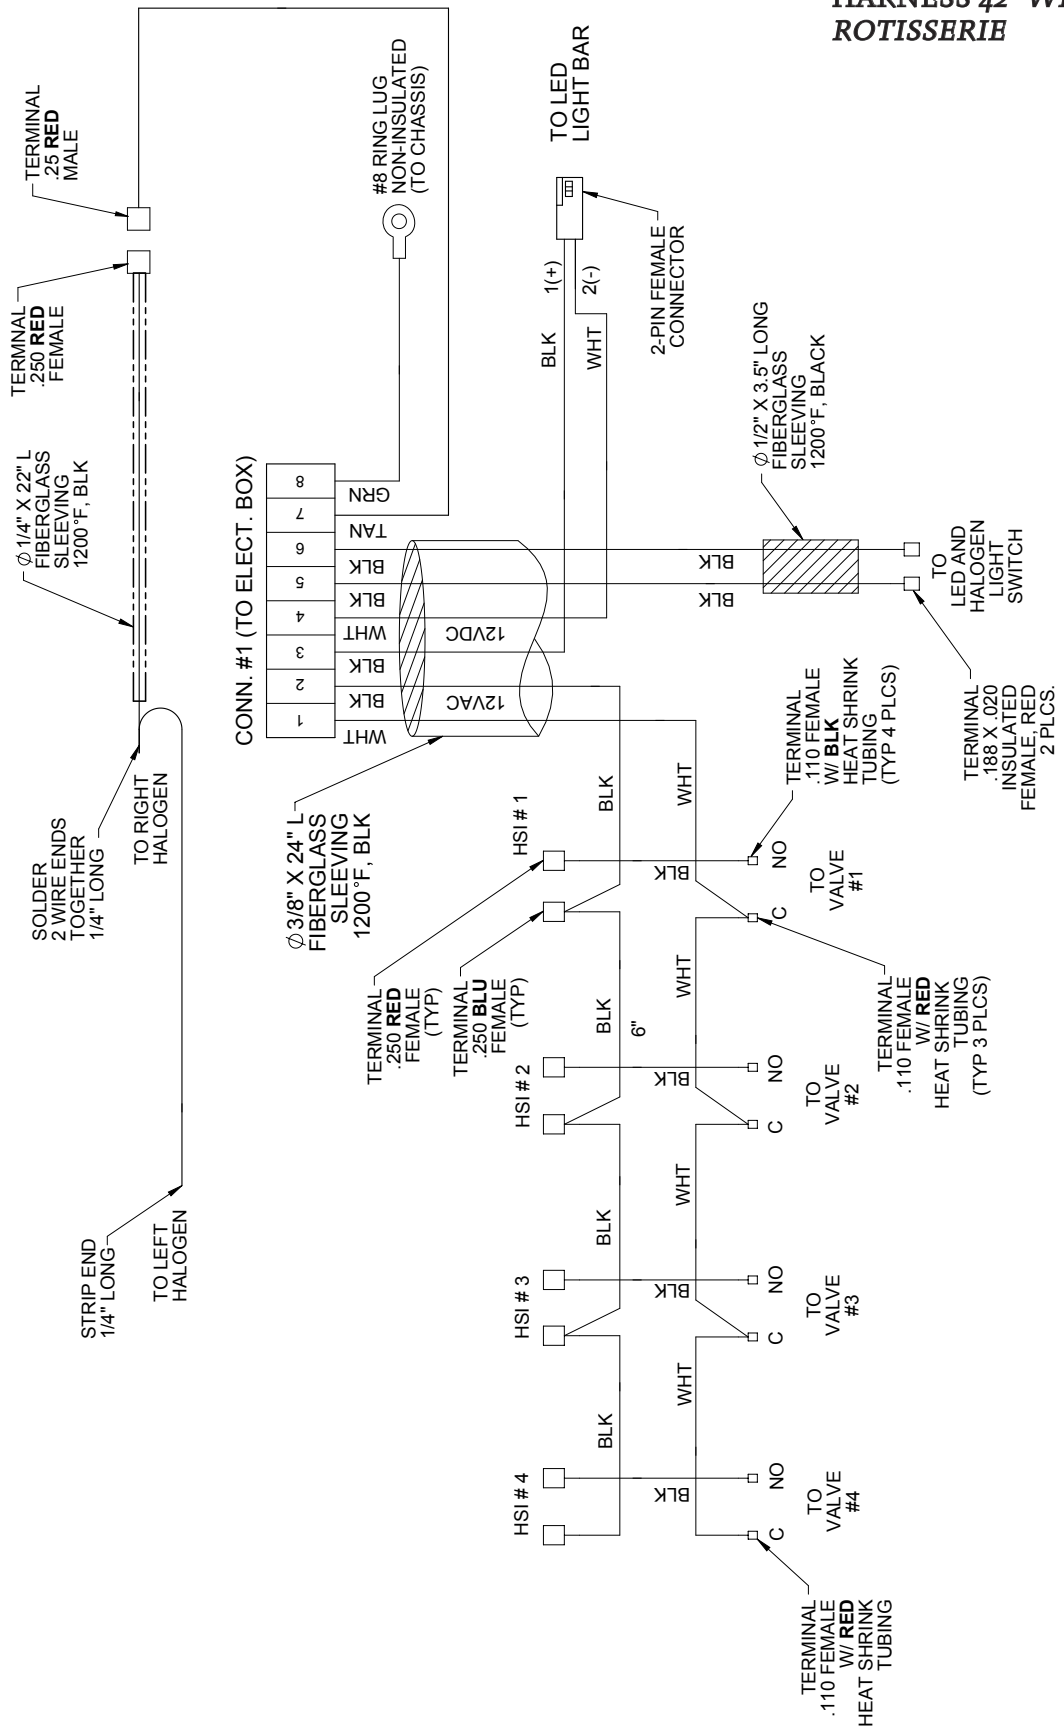 HARNESS 42" WI
ROTISSERIE
TERMINAL
.25 RED
MALE
TERMNAL
.250 RED
FEMALE
Ø 1/4" X 22" L
FIBERGLASS
SLEEVING
1200°F, BLK
SOLDER
2 WIRE ENDS
TOGETHER
1/4" LONG
TO RIGHT
HALOGEN
STRIP END
1/4" LONG
TO LEFT
HALOGEN
#8 RING LUG
NON-INSULATED
(TO CHASSIS)
CONN. #1 (TO ELECT. BOX)
1
2
3
4
5
6
7
8
WHT
BLK
BLK
WHT
BLK
BLK
TAN
GRN
12VAC
12VDC
Ø 3/8" X 24" L
FIBERGLASS
SLEEVING
1200°F, BLK
TO LED
LIGHT BAR
1(+)
2(-)
BLK
WHT
2-PIN FEMALE
CONNECTOR
Ø 1/2" X 3.5" LONG
FIBERGLASS
SLEEVING
1200°F, BLACK
BLK
BLK
TO
LED AND
HALOGEN
LIGHT
SWITCH
TERMINAL
.188 X .020
INSULATED
FEMALE, RED
2 PLCS.
TERMINAL
.250 RED
FEMALE
(TYP)
TERMINAL
.250 BLU
FEMALE
(TYP)
HSI # 4
HSI # 3
HSI # 2
HSI # 1
BLK
BLK
BLK
BLK
6"
BLK
BLK
BLK
BLK
WHT
WHT
WHT
WHT
C
NO
C
NO
C
NO
C
NO
TO
VALVE
#4
TO
VALVE
#3
TO
VALVE
#2
TO
VALVE
#1
TERMINAL
.110 FEMALE
W/ BLK
HEAT SHRINK
TUBING
(TYP 4 PLCS)
TERMINAL
.110 FEMALE
W/ RED
HEAT SHRINK
TUBING
(TYP 3 PLCS)
TERMINAL
.110 FEMALE
W/ RED
HEAT SHRINK
TUBING